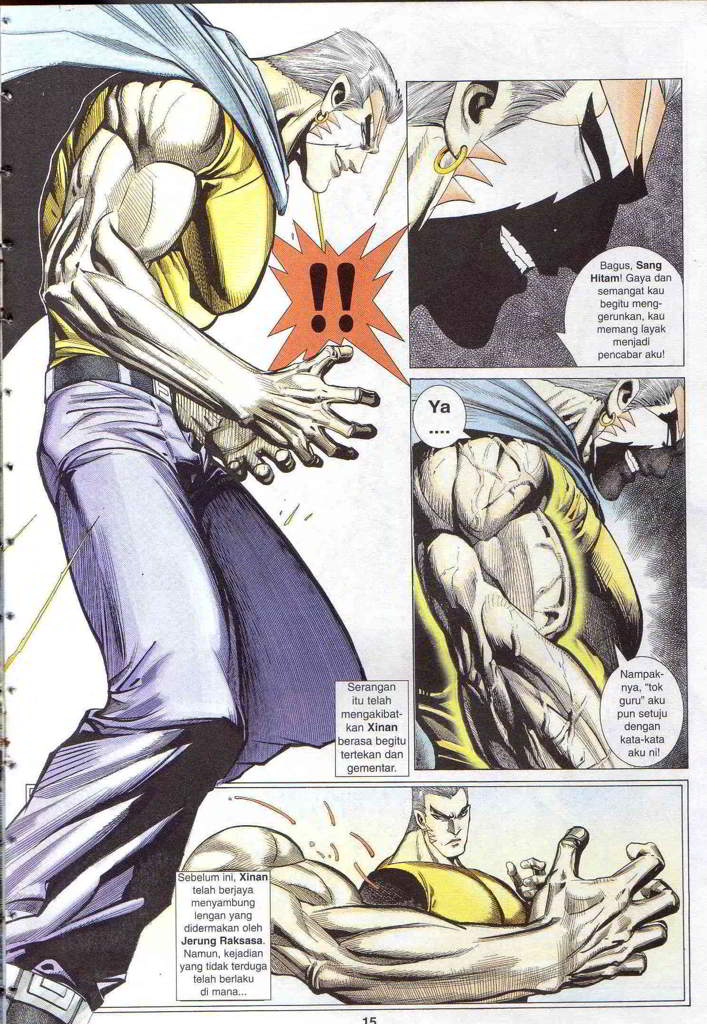 !!
Bagus, Sang
Hitam! Gaya dan
semangat kau
begitu meng-
gerunkan, kau
memang layak
menjadi
pencabar aku!
Ya
....
Nampak-
nya, "tok
guru" aku
pun setuju
dengan
kata-kata
aku ni!
Serangan
itu telah
mengakibat-
kan Xinan
berasa begitu
tertekan dan
gementar.
Sebelum ini, Xinan
telah berjaya
menyambung
lengan yang
didermakan oleh
Jerung Raksasa.
Namun, kejadian
yang tidak terduga
telah berlaku
di mana...
15